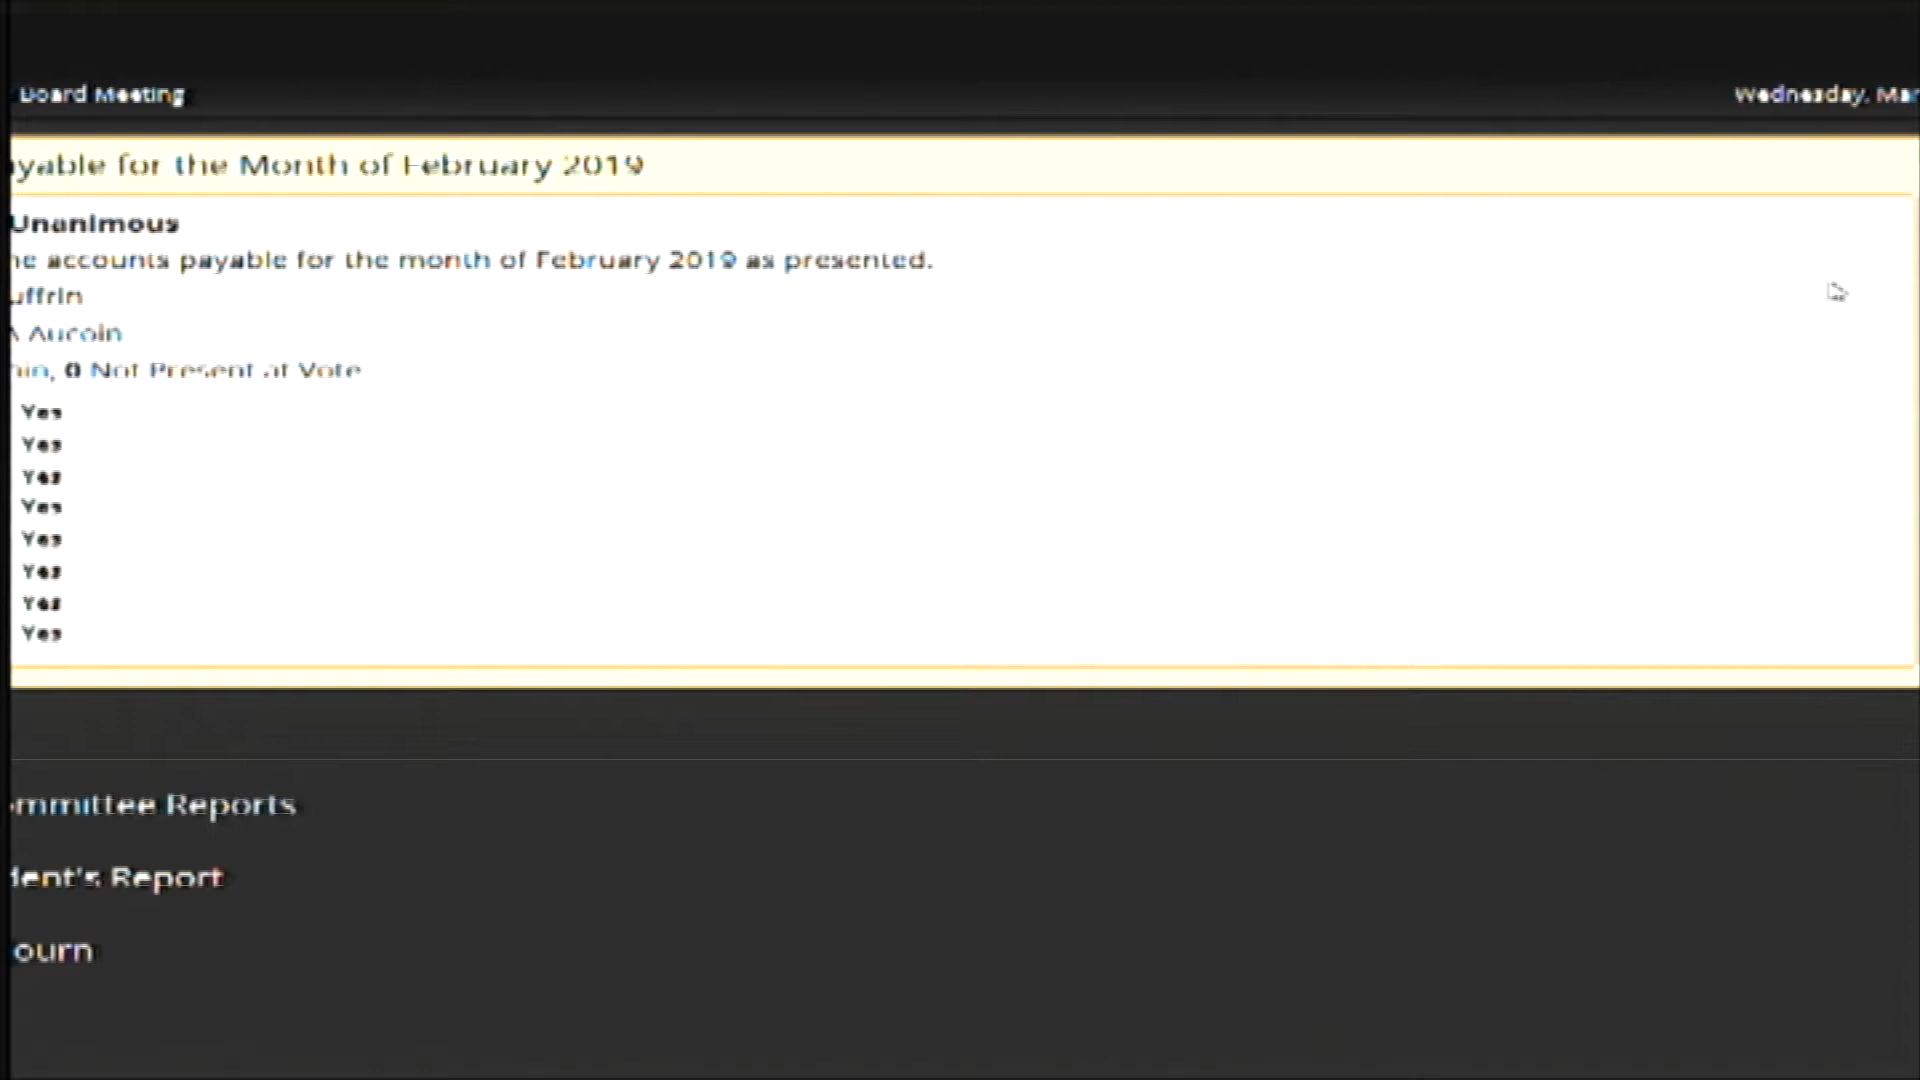 Board Meeting
Wednesday, Mar
yable for the Month of February 2019
Unanimous
he accounts payable for the month of February 2019 as presented.
uffrin
A Aucoin
ain, 0 Not Present at Vote
Yes
Yes
Yes
Yes
Yes
Yes
Yes
Yes
ommittee Reports
dent's Report
ourn